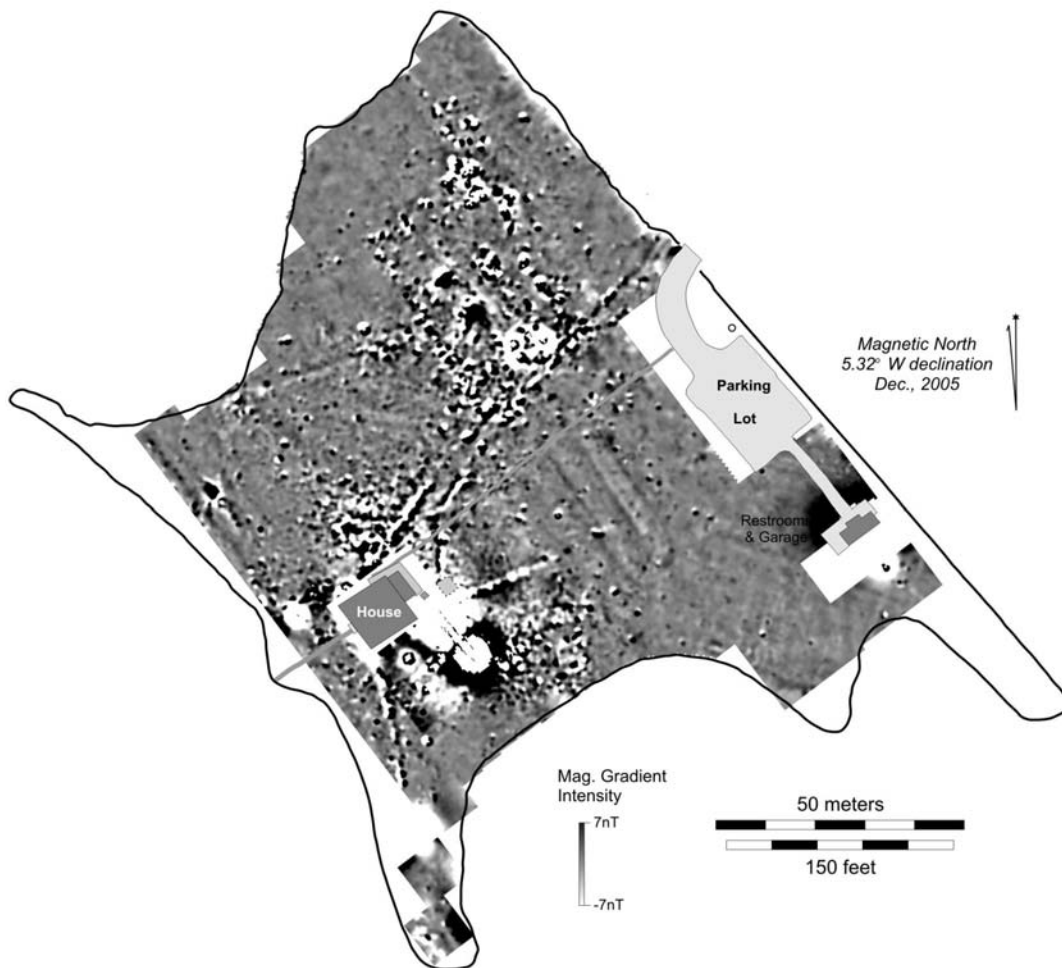 Magnetic North
5.32° W declination
Dec., 2005
Parking
Lot
Restrooms
& Garage
House
Mag. Gradient
Intensity
7nT
-7nT
50 meters
150 feet